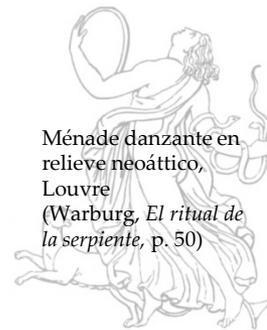 Ménade danzante en
relieve neoáttico,
Louvre
(Warburg, El ritual de
la serpiente, p. 50)